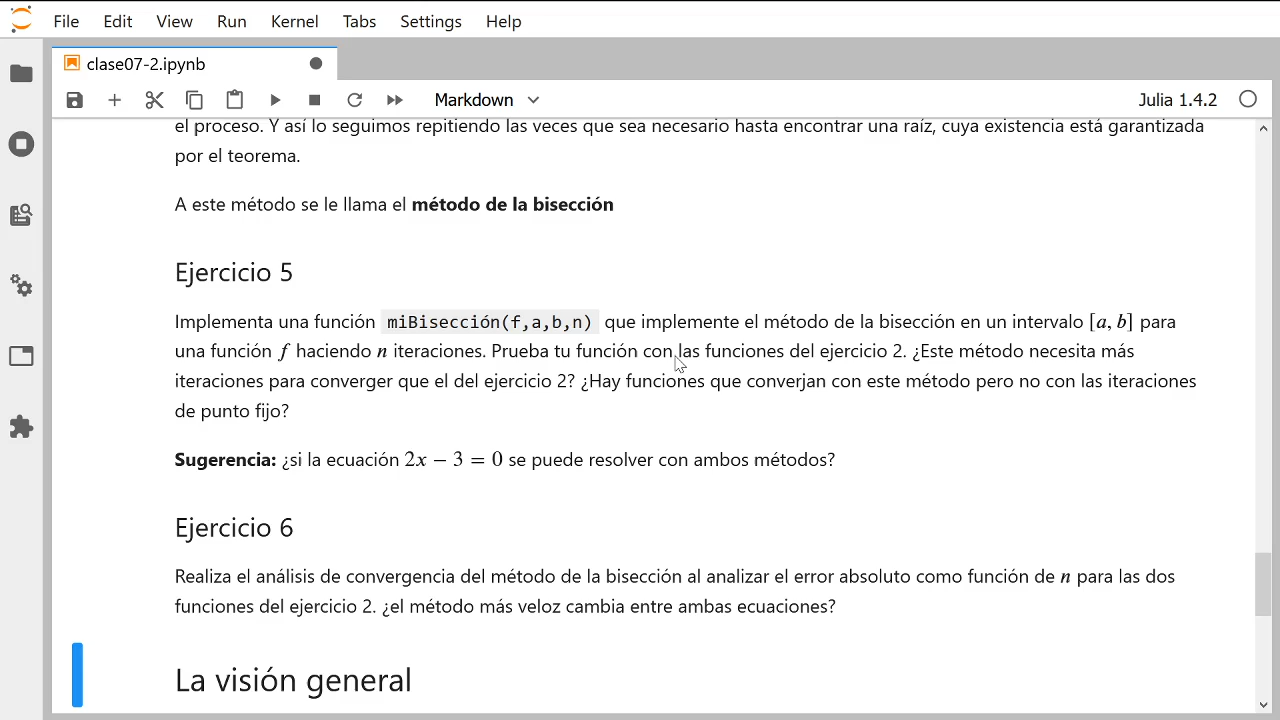 File Edit View Run Kernel Tabs Settings Help
clase07-2.ipynb
Markdown
Julia 1.4.2
el proceso. Y así lo seguimos repitiendo las veces que sea necesario hasta encontrar una raíz, cuya existencia está garantizada
por el teorema.
A este método se le llama el método de la bisección
Ejercicio 5
Implementa una función miBisección(f,a,b,n) que implemente el método de la bisección en un intervalo [a, b] para
una función f haciendo n iteraciones. Prueba tu función con las funciones del ejercicio 2. ¿Este método necesita más
iteraciones para converger que el del ejercicio 2? ¿Hay funciones que converjan con este método pero no con las iteraciones
de punto fijo?
Sugerencia: ¿si la ecuación 2x − 3 = 0 se puede resolver con ambos métodos?
Ejercicio 6
Realiza el análisis de convergencia del método de la bisección al analizar el error absoluto como función de n para las dos
funciones del ejercicio 2. ¿el método más veloz cambia entre ambas ecuaciones?
La visión general